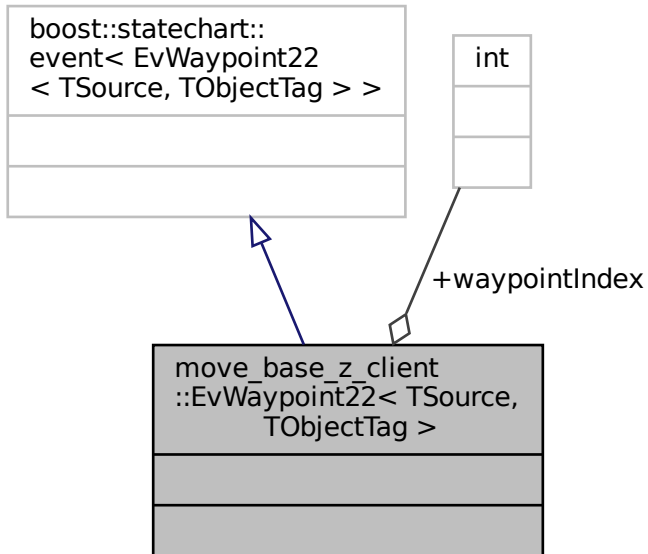 boost::statechart::
event< EvWaypoint22
< TSource, TObjectTag > >
int
+waypointIndex
move_base_z_client
::EvWaypoint22< TSource,
TObjectTag >